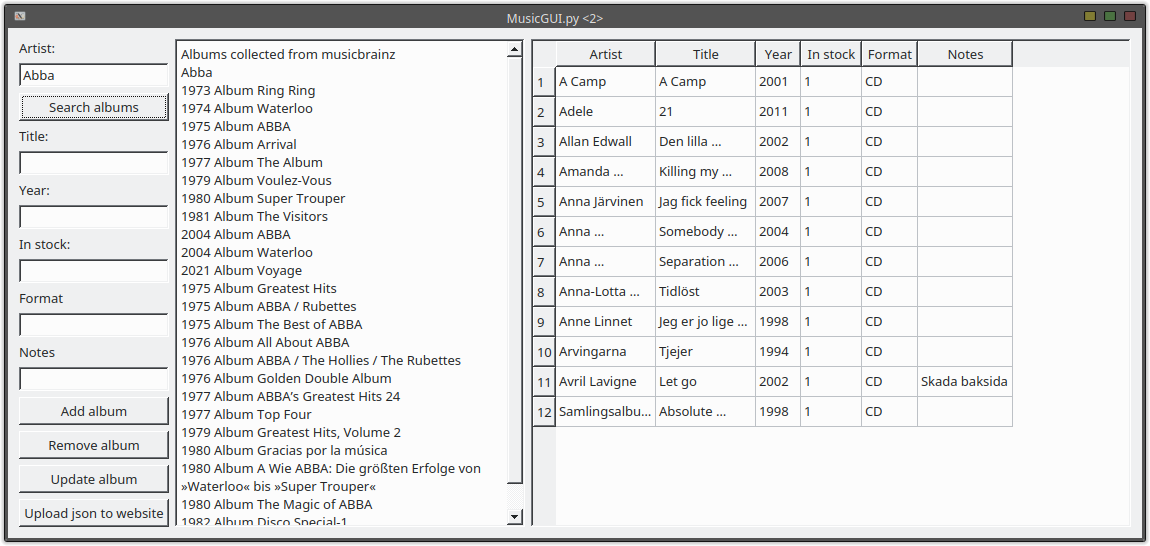 MusicGUI.py <2>
Artist:
Abba
Search albums
Title:
Year:
In stock:
Format
Notes
Add album
Remove album
Update album
Upload json to website
Albums collected from musicbrainz
Abba
1973 Album Ring Ring
1974 Album Waterloo
1975 Album ABBA
1976 Album Arrival
1977 Album The Album
1979 Album Voulez-Vous
1980 Album Super Trouper
1981 Album The Visitors
2004 Album ABBA
2004 Album Waterloo
2021 Album Voyage
1975 Album Greatest Hits
1975 Album ABBA / Rubettes
1975 Album The Best of ABBA
1976 Album All About ABBA
1976 Album ABBA / The Hollies / The Rubettes
1976 Album Golden Double Album
1977 Album ABBA’s Greatest Hits 24
1977 Album Top Four
1979 Album Greatest Hits, Volume 2
1980 Album Gracias por la música
1980 Album A Wie ABBA: Die größten Erfolge von
»Waterloo« bis »Super Trouper«
1980 Album The Magic of ABBA
1982 Album Disco Special-1
Artist Title Year In stock Format Notes
1 A Camp A Camp 2001 1 CD
2 Adele 21 2011 1 CD
3 Allan Edwall Den lilla ... 2002 1 CD
4 Amanda ... Killing my ... 2008 1 CD
5 Anna Järvinen Jag fick feeling 2007 1 CD
6 Anna ... Somebody ... 2004 1 CD
7 Anna ... Separation ... 2006 1 CD
8 Anna-Lotta ... Tidlöst 2003 1 CD
9 Anne Linnet Jeg er jo lige ... 1998 1 CD
10 Arvingarna Tjejer 1994 1 CD
11 Avril Lavigne Let go 2002 1 CD Skada baksida
12 Samlingsalbu... Absolute ... 1998 1 CD